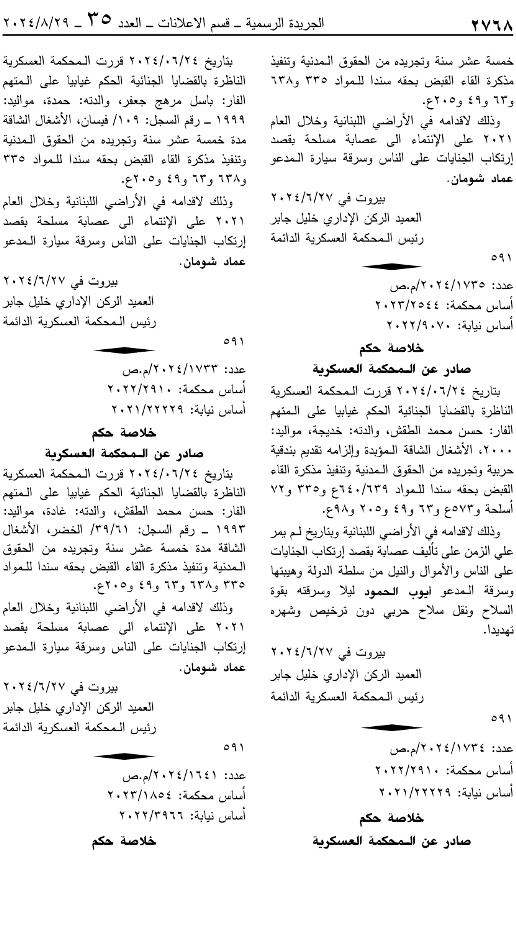 ٢٧٦٨
الجريدة الرسمية ــ قسم الاعلانات ــ العدد ٣٥ ــ ٢٠٢٤/٨/٢٩
خمسة عشر سنة وتجريده من الحقوق المدنية وتنفيذ
مذكرة القاء القبض بحقه سندا للمواد ٣٣٥ و٦٣٨
و٦٣ و٤٩ و٢٠٥ع.
وذلك لاقدامه في الأراضي اللبنانية وخلال العام
٢٠٢١ على الإنتماء الى عصابة مسلحة بقصد
إرتكاب الجنايات على الناس وسرقة سيارة المدعو
عماد شومان.
بيروت في ٢٠٢٤/٦/٢٧
العميد الركن الإداري خليل جابر
رئيس المحكمة العسكرية الدائمة
٥٩١
عدد: ٢٠٢٤/١٧٣٥/م.ص
أساس محكمة: ٢٠٢٣/٢٥٤٤
أساس نيابة: ٢٠٢٢/٩٠٧٠
خلاصة حكم
صادر عن المحكمة العسكرية
بتاريخ ٢٠٢٤/٠٦/٢٤ قررت المحكمة العسكرية
الناظرة بالقضايا الجنائية الحكم غيابيا على المتهم
الفار: حسن محمد الطقش، والدته: خديجة، مواليد:
٢٠٠٠، الأشغال الشاقة المؤبدة وإلزامه تقديم بندقية
حربية وتجريده من الحقوق المدنية وتنفيذ مذكرة القاء
القبض بحقه سندا للمواد ٦٤٠/٦٣٩ع و٣٣٥ و٧٢
أسلحة و٥٧٣ع و٦٣ و٤٩ و٢٠٥ و٩٨ع.
وذلك لاقدامه في الأراضي اللبنانية وبتاريخ لم يمر
علي الزمن على تأليف عصابة بقصد إرتكاب الجنايات
على الناس والأموال والنيل من سلطة الدولة وهيبتها
وسرقة المدعو أيوب الحمود ليلا وسرقته بقوة
السلاح ونقل سلاح حربي دون ترخيص وشهره
تهديدا.
بيروت في ٢٠٢٤/٦/٢٧
العميد الركن الإداري خليل جابر
رئيس المحكمة العسكرية الدائمة
٥٩١
عدد: ٢٠٢٤/١٧٣٤/م.ص
أساس محكمة: ٢٠٢٢/٢٩١٠
أساس نيابة: ٢٠٢١/٢٢٢٢٩
خلاصة حكم
صادر عن المحكمة العسكرية
بتاريخ ٢٠٢٤/٠٦/٢٤ قررت المحكمة العسكرية
الناظرة بالقضايا الجنائية الحكم غيابيا على المتهم
الفار: باسل مرهج جعفر، والدته: حمدة، مواليد:
١٩٩٩ ــ رقم السجل: ١٠٩/ فيسان، الأشغال الشاقة
مدة خمسة عشر سنة وتجريده من الحقوق المدنية
وتنفيذ مذكرة القاء القبض بحقه سندا للمواد ٣٣٥
و٦٣٨ و٦٣ و٤٩ و٢٠٥ع.
وذلك لاقدامه في الأراضي اللبنانية وخلال العام
٢٠٢١ على الإنتماء الى عصابة مسلحة بقصد
إرتكاب الجنايات على الناس وسرقة سيارة المدعو
عماد شومان.
بيروت في ٢٠٢٤/٦/٢٧
العميد الركن الإداري خليل جابر
رئيس المحكمة العسكرية الدائمة
٥٩١
عدد: ٢٠٢٤/١٧٣٣/م.ص
أساس محكمة: ٢٠٢٢/٢٩١٠
أساس نيابة: ٢٠٢١/٢٢٢٢٩
خلاصة حكم
صادر عن المحكمة العسكرية
بتاريخ ٢٠٢٤/٠٦/٢٤ قررت المحكمة العسكرية
الناظرة بالقضايا الجنائية الحكم غيابيا على المتهم
الفار: حسن محمد الطقش، والدته: غادة، مواليد:
١٩٩٣ ــ رقم السجل: ٣٩/٦١/ الخضر، الأشغال
الشاقة مدة خمسة عشر سنة وتجريده من الحقوق
المدنية وتنفيذ مذكرة القاء القبض بحقه سندا للمواد
٣٣٥ و٦٣٨ و٦٣ و٤٩ و٢٠٥ع.
وذلك لاقدامه في الأراضي اللبنانية وخلال العام
٢٠٢١ على الإنتماء الى عصابة مسلحة بقصد
إرتكاب الجنايات على الناس وسرقة سيارة المدعو
عماد شومان.
بيروت في ٢٠٢٤/٦/٢٧
العميد الركن الإداري خليل جابر
رئيس المحكمة العسكرية الدائمة
٥٩١
عدد: ٢٠٢٤/١٦٤١/م.ص
أساس محكمة: ٢٠٢٣/١٨٥٤
أساس نيابة: ٢٠٢٢/٣٩٦٦
خلاصة حكم
صادر عن المحكمة العسكرية